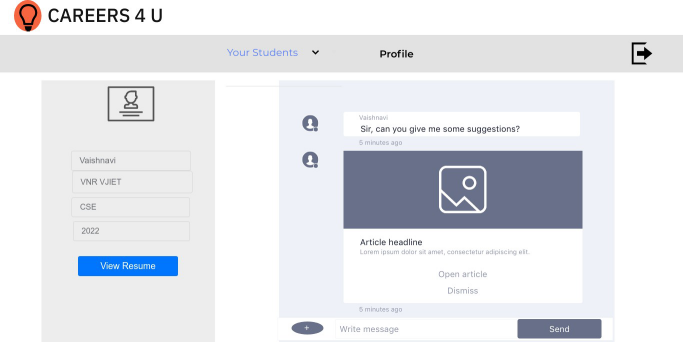 CAREERS 4 U
Your Students
Profile
Vaishnavi
VNR VJIET
CSE
2022
View Resume
Vaishnavi
Sir, can you give me some suggestions?
5 minutes ago
Article headline
Lorem ipsum dolor sit amet, consectetur adipiscing elit.
Open article
Dismiss
5 minutes ago
+
Write message
Send